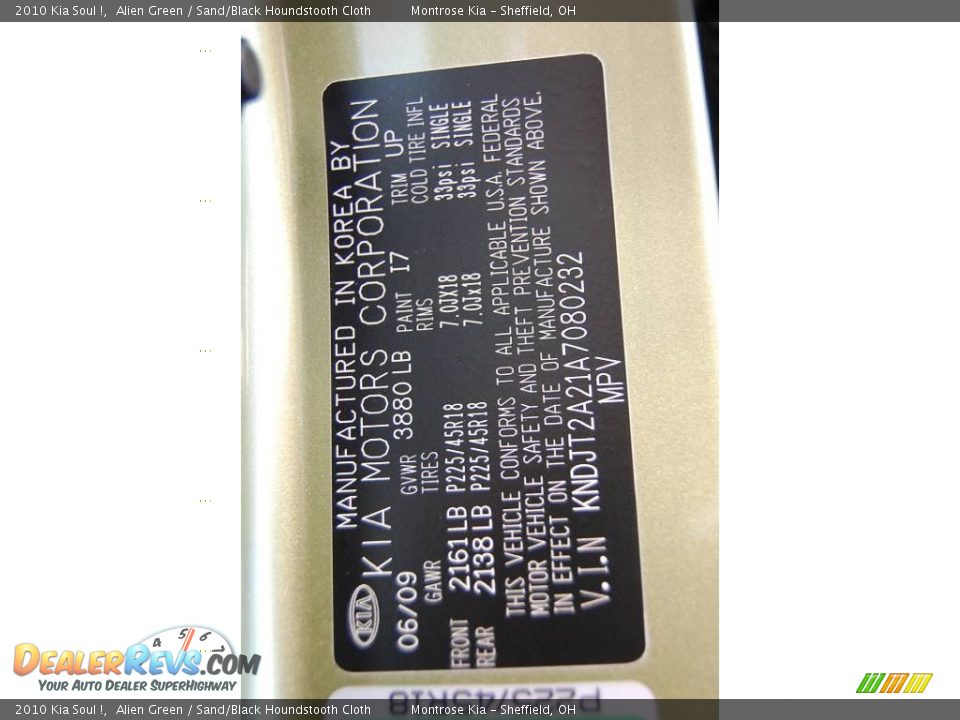 2010 Kia Soul !,  Alien Green / Sand/Black Houndstooth Cloth     Montrose Kia - Sheffield, OH
MANUFACTURED IN KOREA BY
KIA KIA MOTORS CORPORATION
06/09 GVWR 3880 LB PAINT I7 TRIM UP
GAWR TIRES RIMS COLD TIRE INFL
FRONT 2161 LB P225/45R18 7.0JX18 33psi SINGLE
REAR 2138 LB P225/45R18 7.0Jx18 33psi SINGLE
THIS VEHICLE CONFORMS TO ALL APPLICABLE U.S.A. FEDERAL
MOTOR VEHICLE SAFETY AND THEFT PREVENTION STANDARDS
IN EFFECT ON THE DATE OF MANUFACTURE SHOWN ABOVE.
V.I.N KNDJT2A21A7080232
MPV
P225/45R18
4 5 6
DEALERREVS.COM
YOUR AUTO DEALER SUPERHIGHWAY
2010 Kia Soul !,  Alien Green / Sand/Black Houndstooth Cloth     Montrose Kia - Sheffield, OH